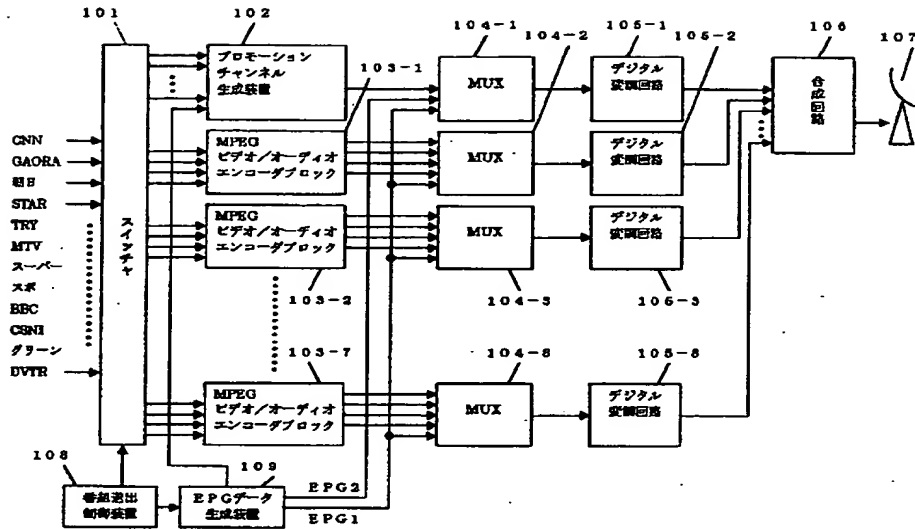 101
102
103-1
104-1
104-2
105-1
105-2
106
107
プロモーション
チャンネル
生成装置
MUX
デジタル
変調回路
合成回路
CNN
GAORA
朝日
STAR
TRY
MTV
スーパー
スポ
BBC
CSNI
グリーン
DVTR
スイッチャ
MPEG
ビデオ/オーディオ
エンコーダブロック
MUX
デジタル
変調回路
MPEG
ビデオ/オーディオ
エンコーダブロック
MUX
デジタル
変調回路
103-2
104-3
105-3
103-7
104-8
105-8
MPEG
ビデオ/オーディオ
エンコーダブロック
MUX
デジタル
変調回路
108
109
番組送出
制御装置
EPGデータ
生成装置
EPG2
EPG1